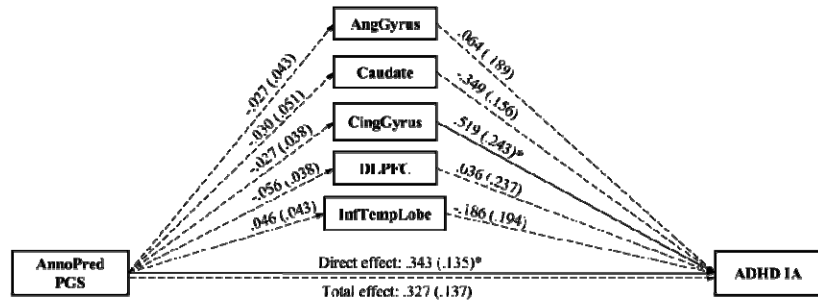 AngGyrus
-.027 (.043)
.064 (.189)
Caudate
-.030 (.051)
-.349 (.156)
CingGyrus
-.027 (.038)
.519 (.243)*
DLPFC
-.056 (.038)
.036 (.237)
InfTempLobe
.046 (.043)
-.186 (.194)
AnnoPred
PGS
Direct effect: .343 (.135)*
Total effect: .327 (.137)
ADHD IA